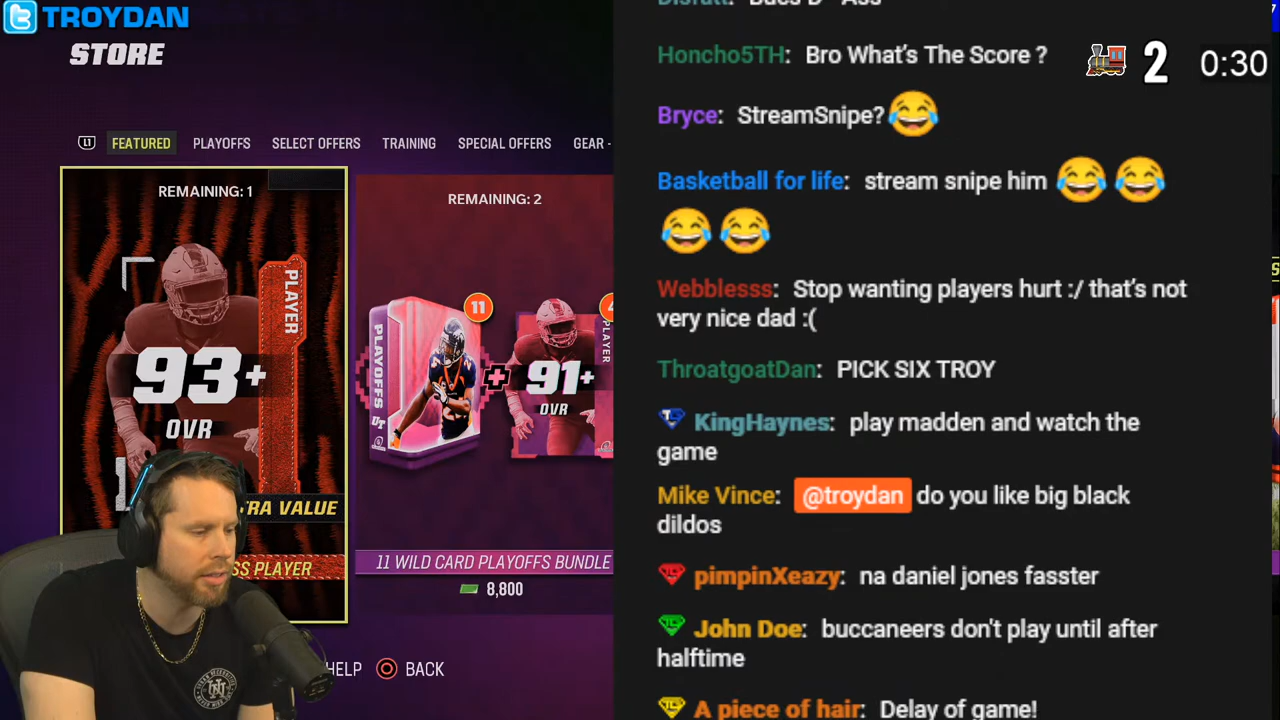 TROYDAN
STORE
FEATURED PLAYOFFS SELECT OFFERS TRAINING SPECIAL OFFERS GEAR -
REMAINING: 1
PLAYER
93+
OVR
TRA VALUE
SS PLAYER
REMAINING: 2
11
PLAYOFFS
PLAYER
91+
OVR
11 WILD CARD PLAYOFFS BUNDLE
8,800
HELP BACK
2 0:30
Honcho5TH: Bro What's The Score ?
Bryce: StreamSnipe?😂
Basketball for life: stream snipe him 😂 😂
😂 😂
Webblesss: Stop wanting players hurt :/ that's not
very nice dad :(
ThroatgoatDan: PICK SIX TROY
KingHaynes: play madden and watch the
game
Mike Vince: @troydan do you like big black
dildos
pimpinXeazy: na daniel jones fasster
John Doe: buccaneers don't play until after
halftime
A piece of hair: Delay of game!